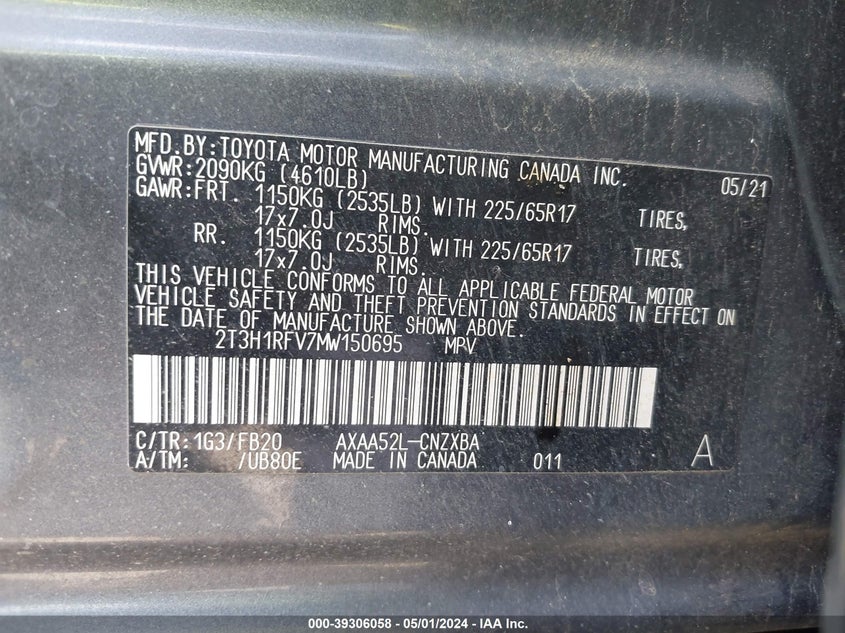 MFD.BY:TOYOTA MOTOR MANUFACTURING CANADA INC. 05/21
GVWR:2090KG (4610LB)
GAWR:FRT. 1150KG (2535LB) WITH 225/65R17 TIRES,
17x7.0J RIMS.
RR. 1150KG (2535LB) WITH 225/65R17 TIRES,
17x7.0J RIMS.
THIS VEHICLE CONFORMS TO ALL APPLICABLE FEDERAL MOTOR
VEHICLE SAFETY AND THEFT PREVENTION STANDARDS IN EFFECT ON
THE DATE OF MANUFACTURE SHOWN ABOVE.
2T3H1RFV7MW150695 MPV
C/TR:1G3/FB20 AXAA52L-CNZXBA
A/TM: /UB80E MADE IN CANADA 011 A
000-39306058 - 05/01/2024 - IAA Inc.